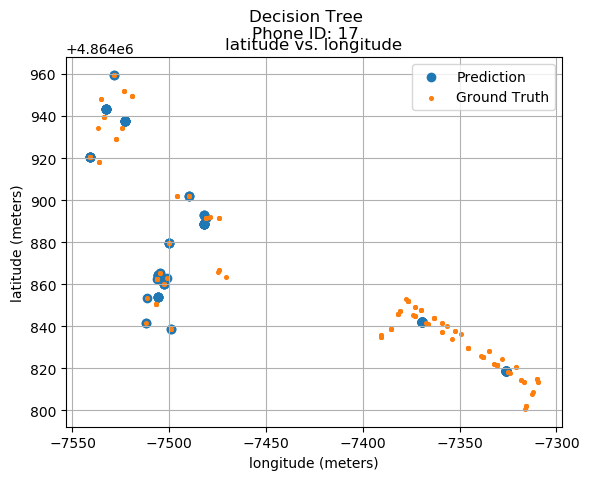 Decision Tree
Phone ID: 17
latitude vs. longitude
+4.864e6
960
940
920
900
880
860
840
820
800
−7550
−7500
−7450
−7400
−7350
−7300
longitude (meters)
latitude (meters)
Prediction
Ground Truth